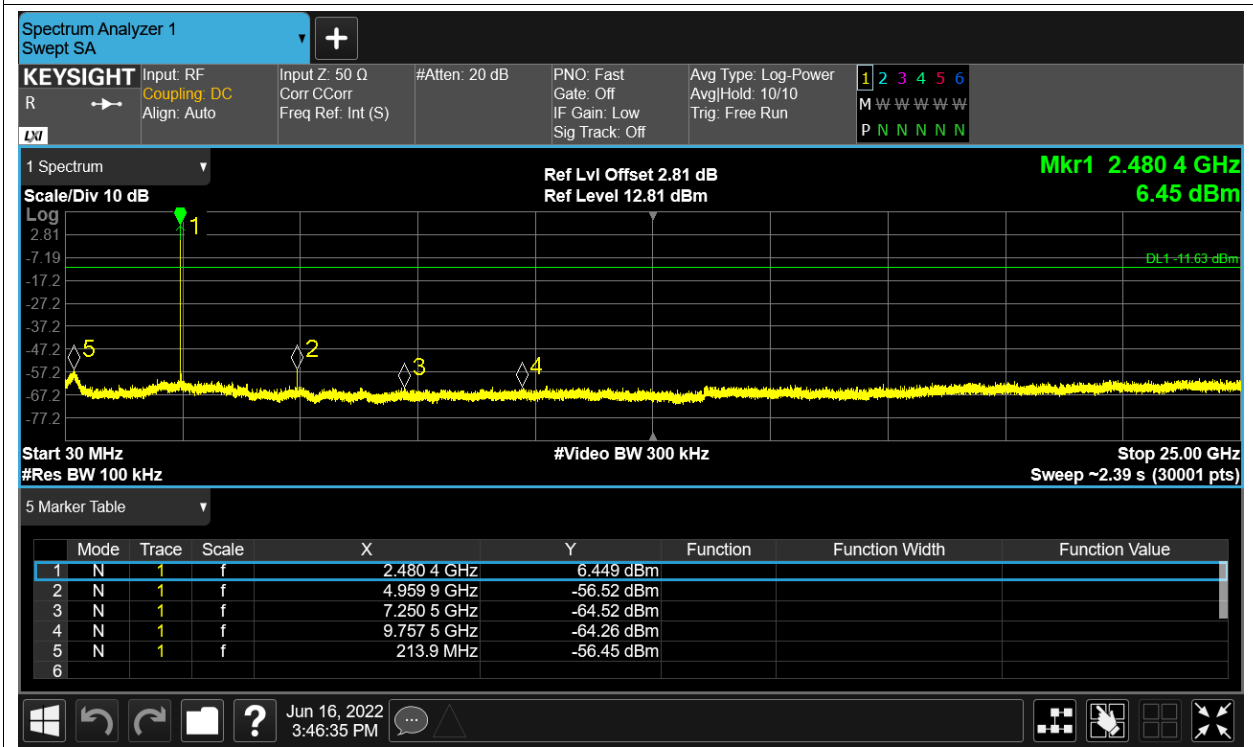 Spectrum Analyzer 1
Swept SA
+
KEYSIGHT
R
LXI
Input: RF
Coupling: DC
Align: Auto
Input Z: 50 Ω
Corr CCorr
Freq Ref: Int (S)
#Atten: 20 dB
PNO: Fast
Gate: Off
IF Gain: Low
Sig Track: Off
Avg Type: Log-Power
Avg|Hold: 10/10
Trig: Free Run
1 2 3 4 5 6
M W W W W W
P N N N N N
1 Spectrum
Scale/Div 10 dB
Ref Lvl Offset 2.81 dB
Ref Level 12.81 dBm
Mkr1 2.480 4 GHz
6.45 dBm
Log
2.81
-7.19
-17.2
-27.2
-37.2
-47.2
-57.2
-67.2
-77.2
1
DL1 -11.63 dBm
5
2
3
4
Start 30 MHz
#Res BW 100 kHz
#Video BW 300 kHz
Stop 25.00 GHz
Sweep ~2.39 s (30001 pts)
5 Marker Table
Mode Trace Scale X Y Function Function Width Function Value
1 N 1 f 2.480 4 GHz 6.449 dBm
2 N 1 f 4.959 9 GHz -56.52 dBm
3 N 1 f 7.250 5 GHz -64.52 dBm
4 N 1 f 9.757 5 GHz -64.26 dBm
5 N 1 f 213.9 MHz -56.45 dBm
6
?
Jun 16, 2022
3:46:35 PM